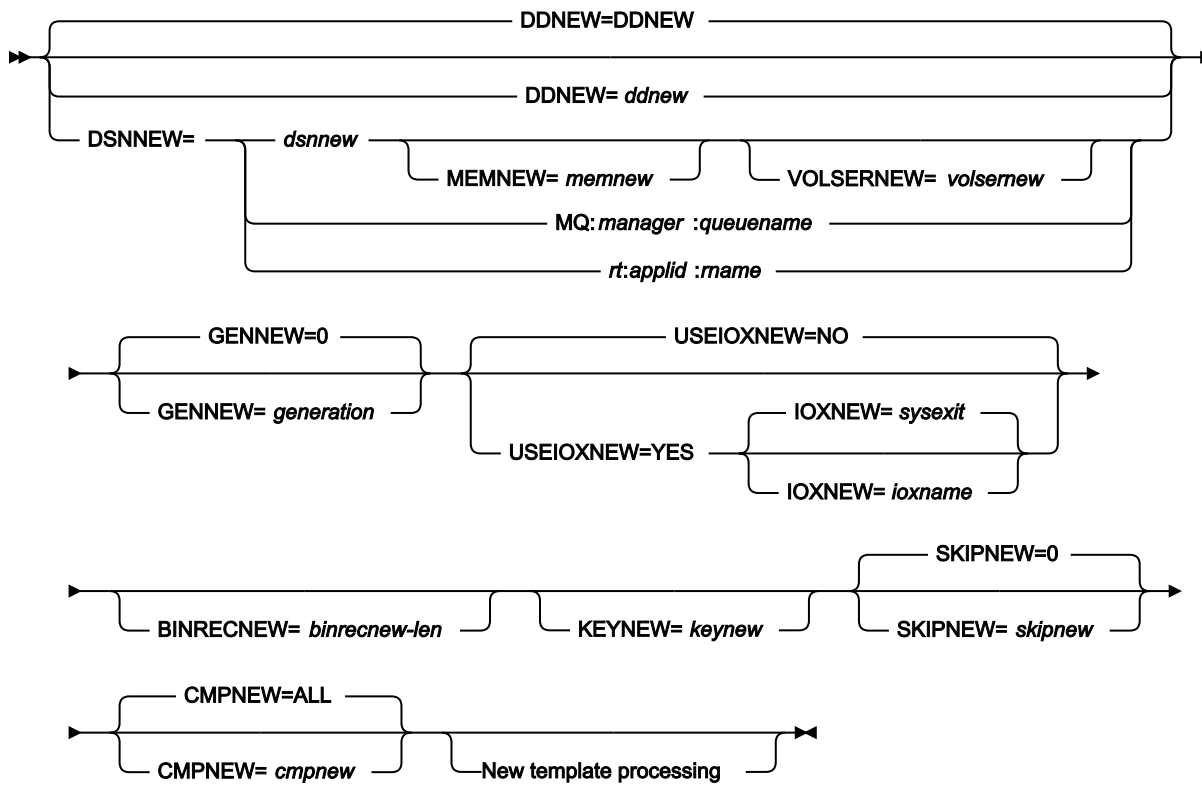 DDNEW=DDNEW
DDNEW= ddnew
DSNNEW= dsnnew
MEMNEW= memnew VOLSERNEW= volsernew
MQ: manager :queuename
rt:applid :rname
GENNEW=0 USEIOXNEW=NO
GENNEW= generation IOXNEW= sysexit
USEIOXNEW=YES
IOXNEW= ioxname
SKIPNEW=0
BINRECNEW= binrecnew-len KEYNEW= keynew SKIPNEW= skipnew
CMPNEW=ALL
CMPNEW= cmpnew New template processing